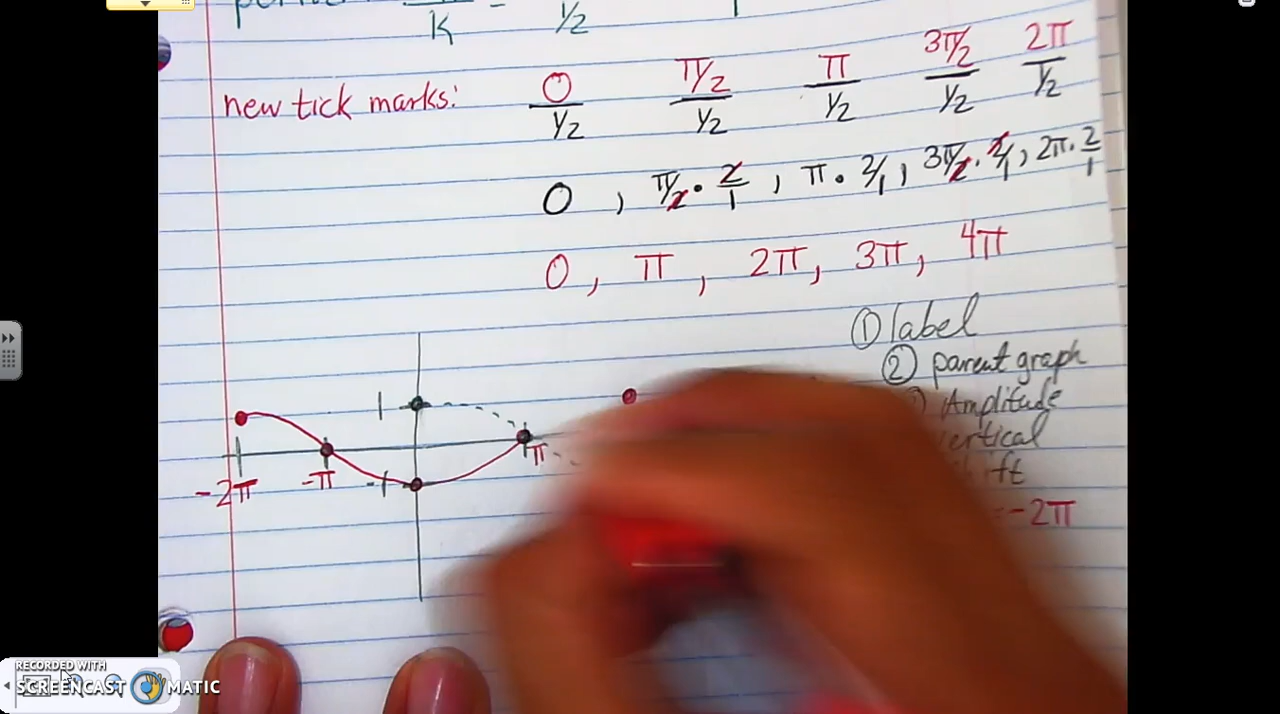 K = 1/2
new tick marks: 0/1/2 π/2/1/2 π/1/2 3π/2/1/2 2π/1/2
0 , π/2 · 2/1 , π · 2/1 , 3π/2 · 2/1 , 2π · 2/1
0 , π , 2π , 3π , 4π
① label
② parent graph
Amplitude
1
π
-2π -π -1
-2π
RECORDED WITH
SCREENCAST MATIC